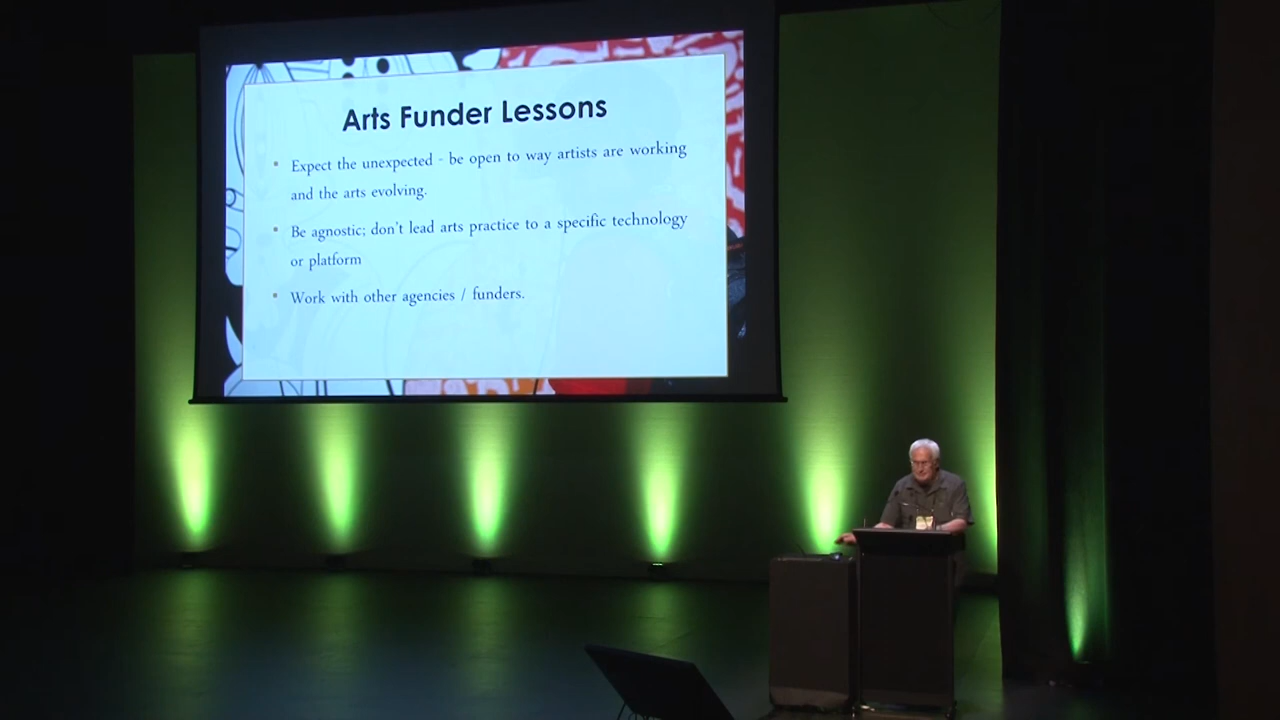 Arts Funder Lessons
Expect the unexpected - be open to way artists are working
and the arts evolving.
Be agnostic; don't lead arts practice to a specific technology
or platform
Work with other agencies / funders.